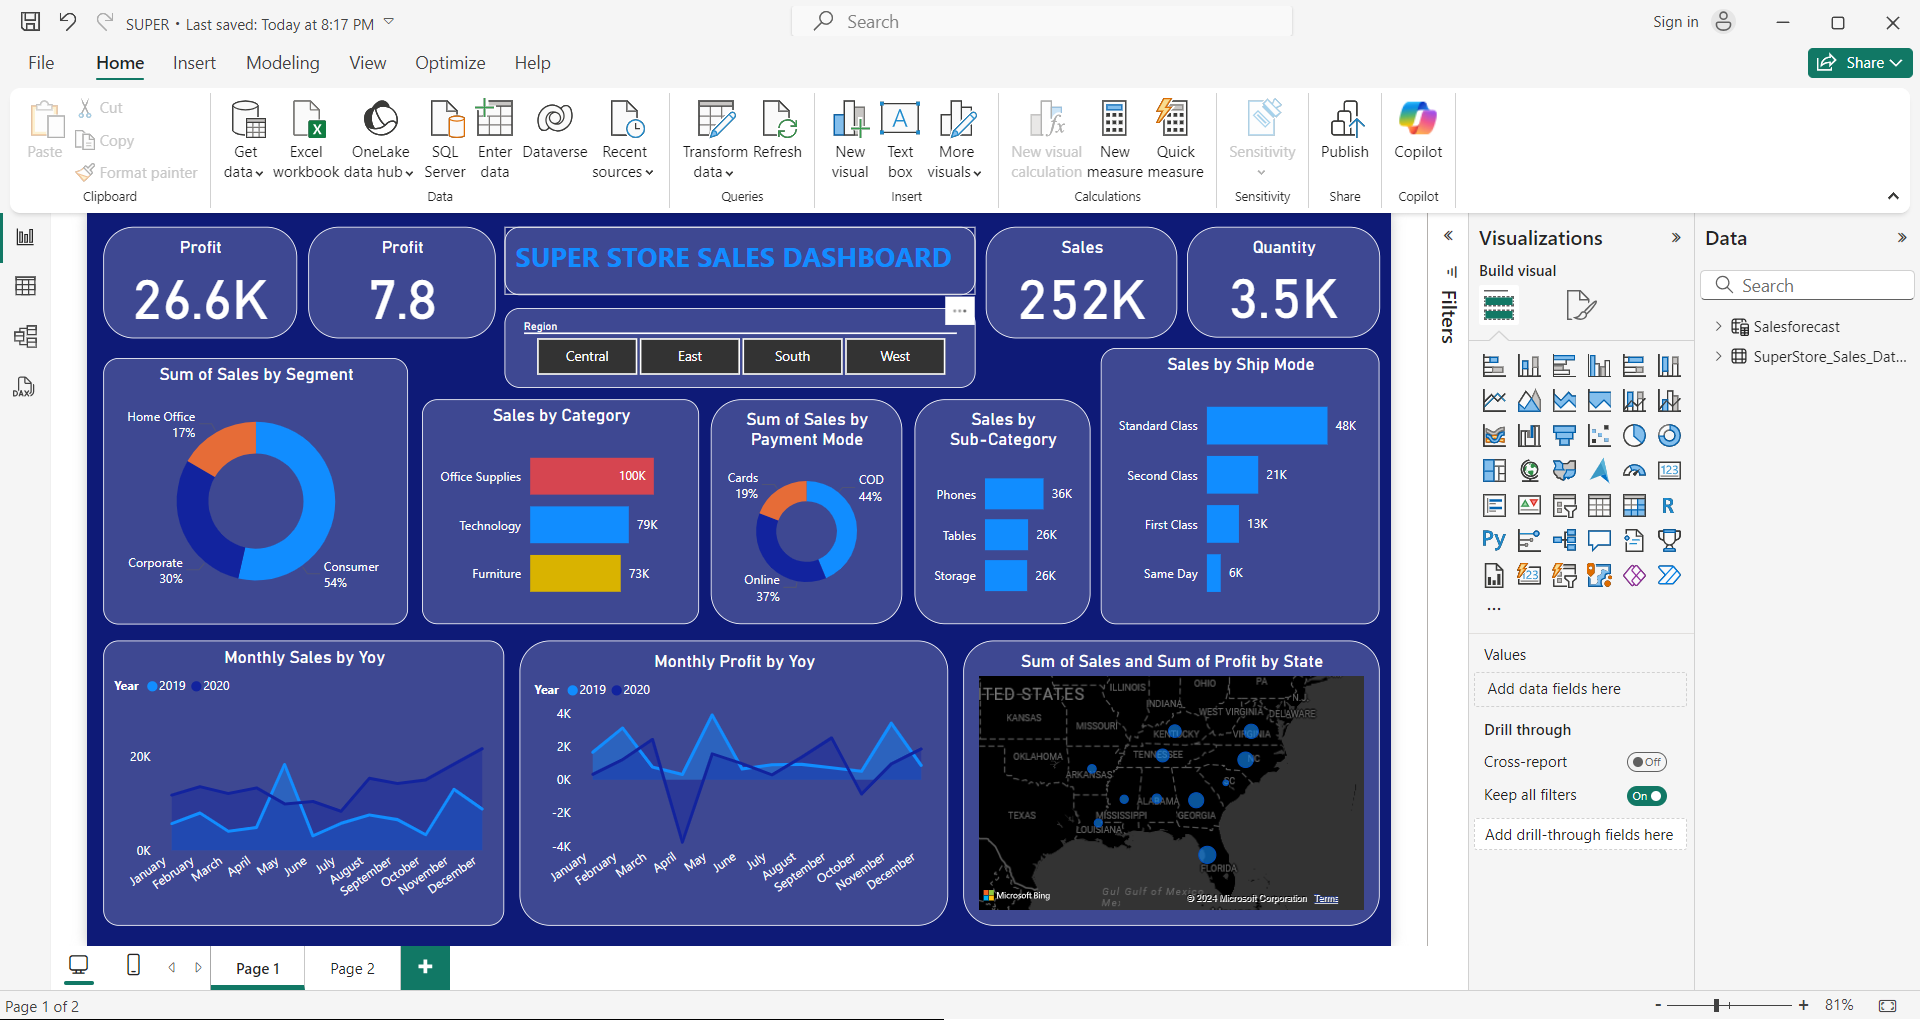 SUPER • Last saved: Today at 8:17 PM
Search
Sign in
File Home Insert Modeling View Optimize Help
Share
Paste
Cut
Copy
Format painter
Clipboard
Get data
Excel workbook
OneLake data hub
SQL Server
Enter data
Dataverse
Recent sources
Data
Transform data
Refresh
Queries
New visual
Text box
More visuals
Insert
New visual calculation
New measure
Quick measure
Calculations
Sensitivity
Sensitivity
Publish
Share
Copilot
Copilot
Profit
26.6K
Profit
7.8
SUPER STORE SALES DASHBOARD
Sales
252K
Quantity
3.5K
Region
Central East South West
Sum of Sales by Segment
Home Office
17%
Corporate
30%
Consumer
54%
Sales by Category
Office Supplies 100K
Technology 79K
Furniture 73K
Sum of Sales by
Payment Mode
Cards
19%
COD
44%
Online
37%
Sales by
Sub-Category
Phones 36K
Tables 26K
Storage 26K
Sales by Ship Mode
Standard Class 48K
Second Class 21K
First Class 13K
Same Day 6K
Monthly Sales by Yoy
Year 2019 2020
20K
0K
January February March April May June July August September October November December
Monthly Profit by Yoy
Year 2019 2020
4K
2K
0K
-2K
-4K
January February March April May June July August September October November December
Sum of Sales and Sum of Profit by State
ITED STATES
ILLINOIS
OHIO
PA
INDIANA
N.J.
KANSAS
MISSOURI
WEST VIRGINIA
DELAWARE
KENTUCKY
VIRGINIA
OKLAHOMA
TENNESSEE
NC
ARKANSAS
SC
ALABAMA
TEXAS
MISSISSIPPI
GEORGIA
LOUISIANA
FLORIDA
Gulf of Mexico
Microsoft Bing
© 2024 Microsoft Corporation Terms
Filters
Visualizations
Build visual
123
R
Py
123
Values
Add data fields here
Drill through
Cross-report Off
Keep all filters On
Add drill-through fields here
Data
Search
Salesforecast
SuperStore_Sales_Dat...
DAX
Page 1
Page 2
+
Page 1 of 2
- + 81%